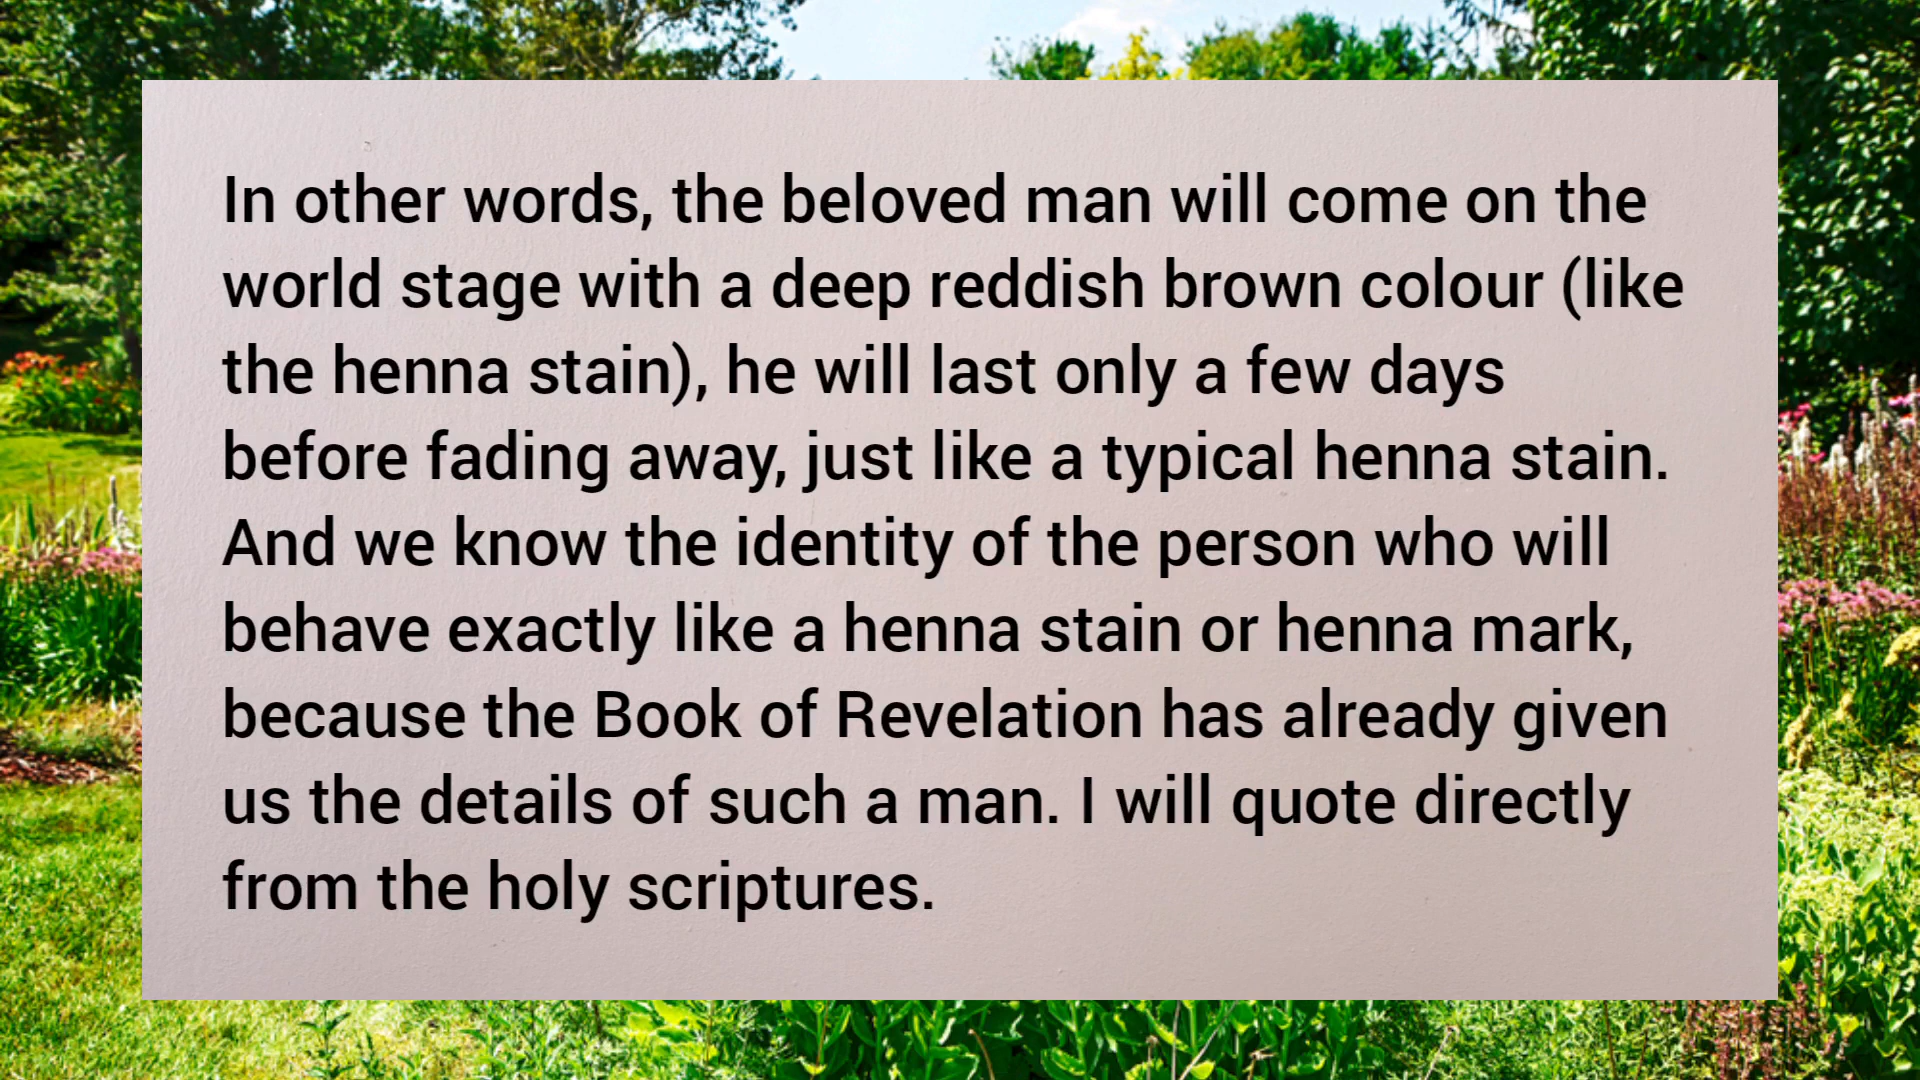 In other words, the beloved man will come on the
world stage with a deep reddish brown colour (like
the henna stain), he will last only a few days
before fading away, just like a typical henna stain.
And we know the identity of the person who will
behave exactly like a henna stain or henna mark,
because the Book of Revelation has already given
us the details of such a man. I will quote directly
from the holy scriptures.